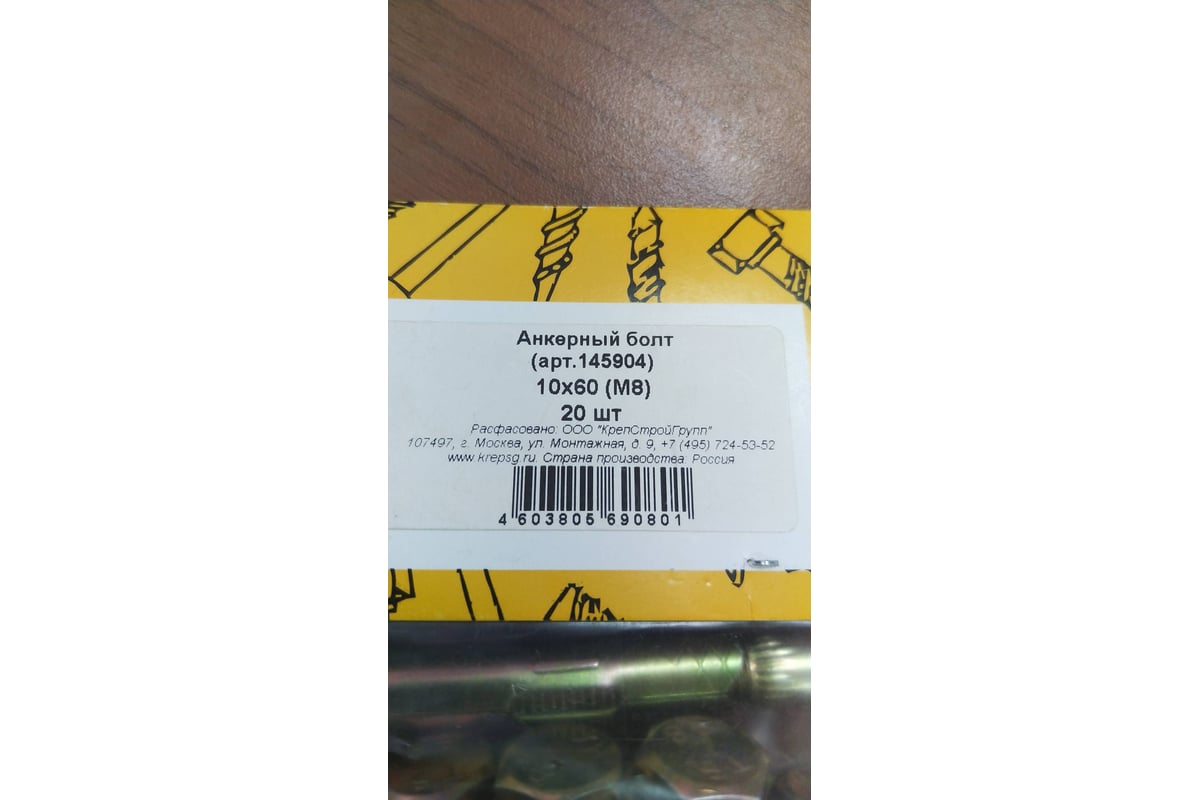 Анкерный болт
(арт.145904)
10х60 (М8)
20 шт
Расфасовано: ООО "КрепСтройГрупп"
107497, г. Москва, ул. Монтажная, д. 9, +7 (495) 724-53-52
www.krepsg.ru. Страна производства: Россия
4 603805 690801